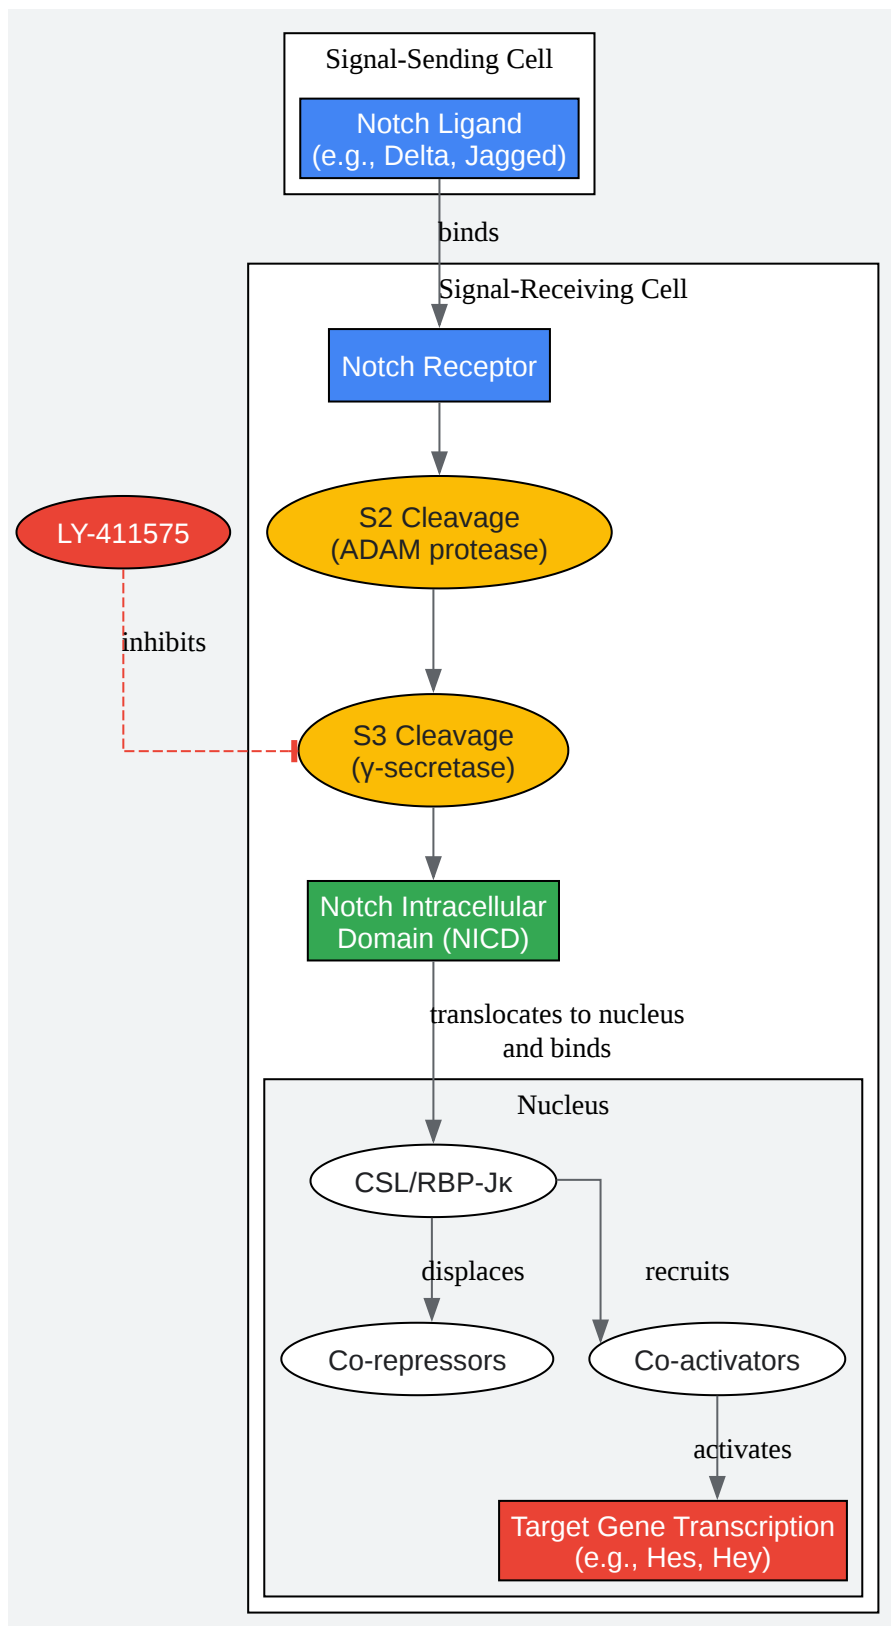 Signal-Sending Cell
Notch Ligand
(e.g., Delta, Jagged)
binds
Signal-Receiving Cell
Notch Receptor
S2 Cleavage
(ADAM protease)
LY-411575
inhibits
S3 Cleavage
(γ-secretase)
Notch Intracellular
Domain (NICD)
translocates to nucleus
and binds
Nucleus
CSL/RBP-Jκ
displaces
recruits
Co-repressors
Co-activators
activates
Target Gene Transcription
(e.g., Hes, Hey)